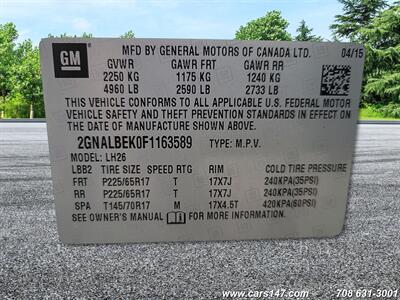 GM
MFD BY GENERAL MOTORS OF CANADA LTD.
04/15
GVWR GAWR FRT GAWR RR
2250 KG 1175 KG 1240 KG
4960 LB 2590 LB 2733 LB
THIS VEHICLE CONFORMS TO ALL APPLICABLE U.S. FEDERAL MOTOR
VEHICLE SAFETY AND THEFT PREVENTION STANDARDS IN EFFECT ON
THE DATE OF MANUFACTURE SHOWN ABOVE.
2GNALBEK0F1163589 TYPE: M.P.V.
MODEL: LH26
LBB2 TIRE SIZE SPEED RTG RIM COLD TIRE PRESSURE
FRT P225/65R17 T 17X7J 240KPA(35PSI)
RR P225/65R17 T 17X7J 240KPA(35PSI)
SPA T145/70R17 M 17X4.5T 420KPA(60PSI)
SEE OWNER'S MANUAL FOR MORE INFORMATION.
www.cars147.com
708 631-3001